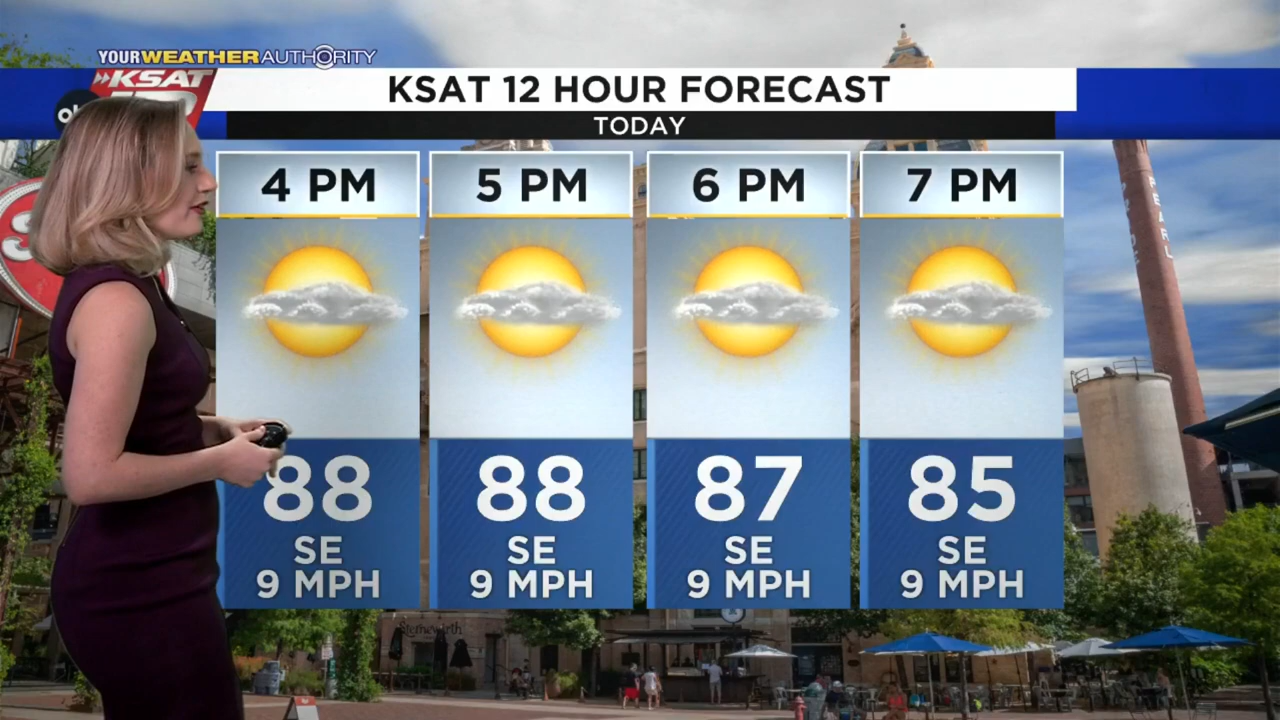 YOUR WEATHER AUTHORITY
KSAT
KSAT 12 HOUR FORECAST
TODAY
4 PM
5 PM
6 PM
7 PM
88
88
87
85
SE
SE
SE
SE
9 MPH
9 MPH
9 MPH
9 MPH
PEARL